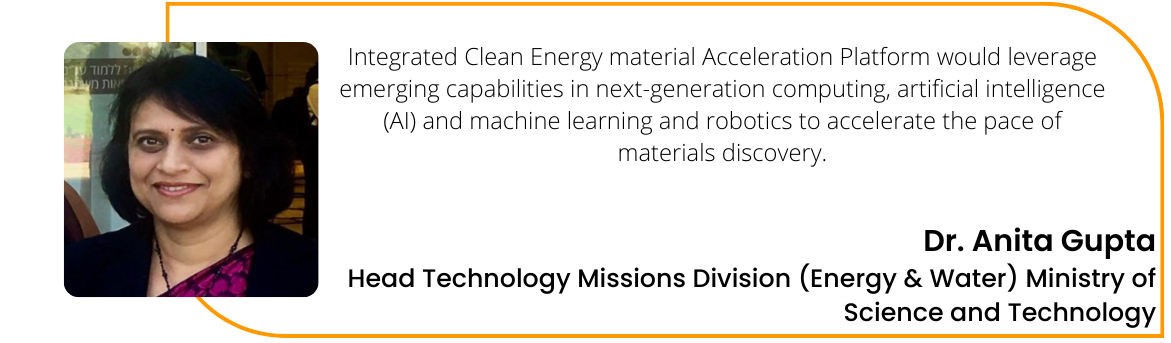 Integrated Clean Energy material Acceleration Platform would leverage
emerging capabilities in next-generation computing, artificial intelligence
(AI) and machine learning and robotics to accelerate the pace of
materials discovery.
Dr. Anita Gupta
Head Technology Missions Division (Energy & Water) Ministry of
Science and Technology